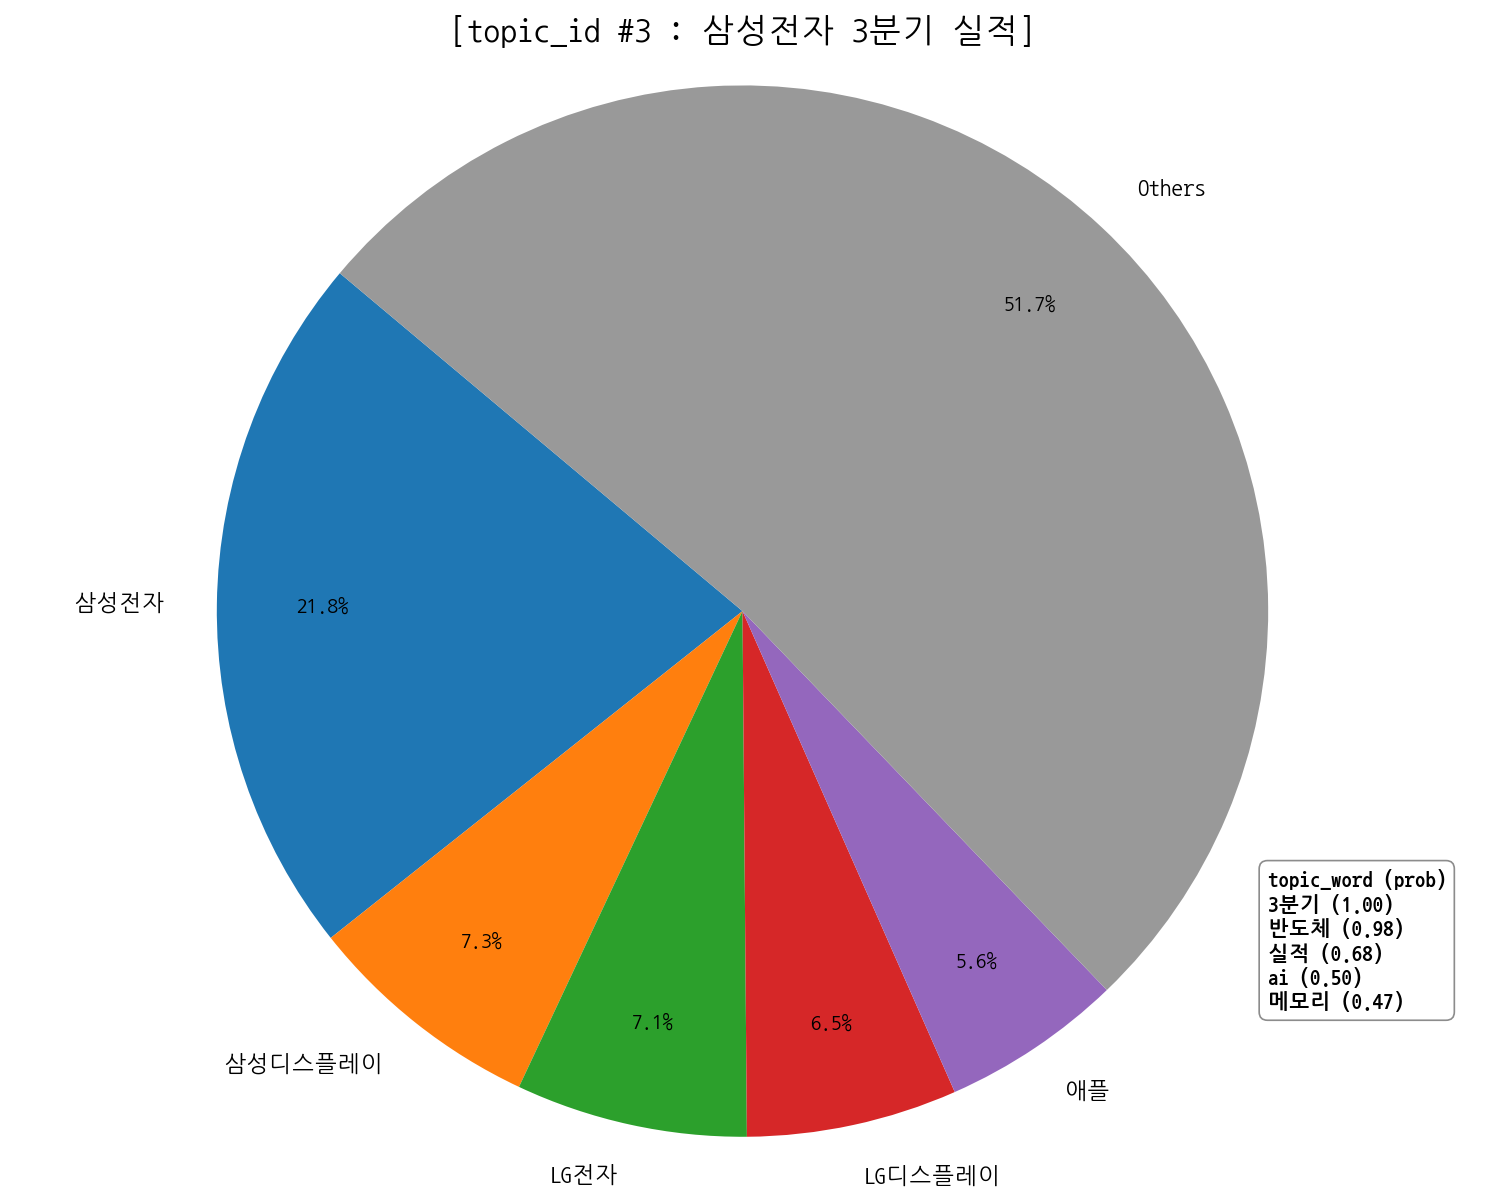 [topic_id #3 : 삼성전자 3분기 실적]
Others
51.7%
삼성전자
21.8%
7.3%
삼성디스플레이
7.1%
LG전자
6.5%
LG디스플레이
5.6%
애플
topic_word (prob)
3분기 (1.00)
반도체 (0.98)
실적 (0.68)
ai (0.50)
메모리 (0.47)